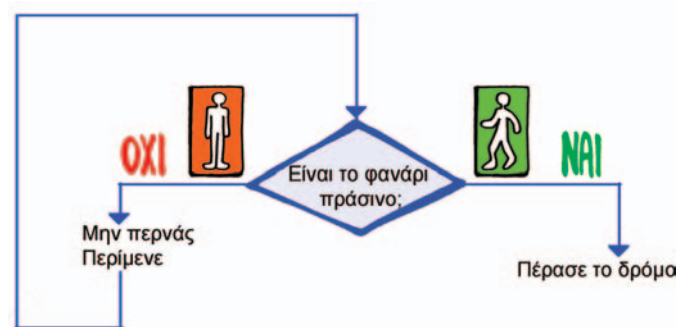 ΟΧΙ
ΝΑΙ
Είναι το φανάρι
πράσινο;
Μην περνάς
Περίμενε
Πέρασε το δρόμο